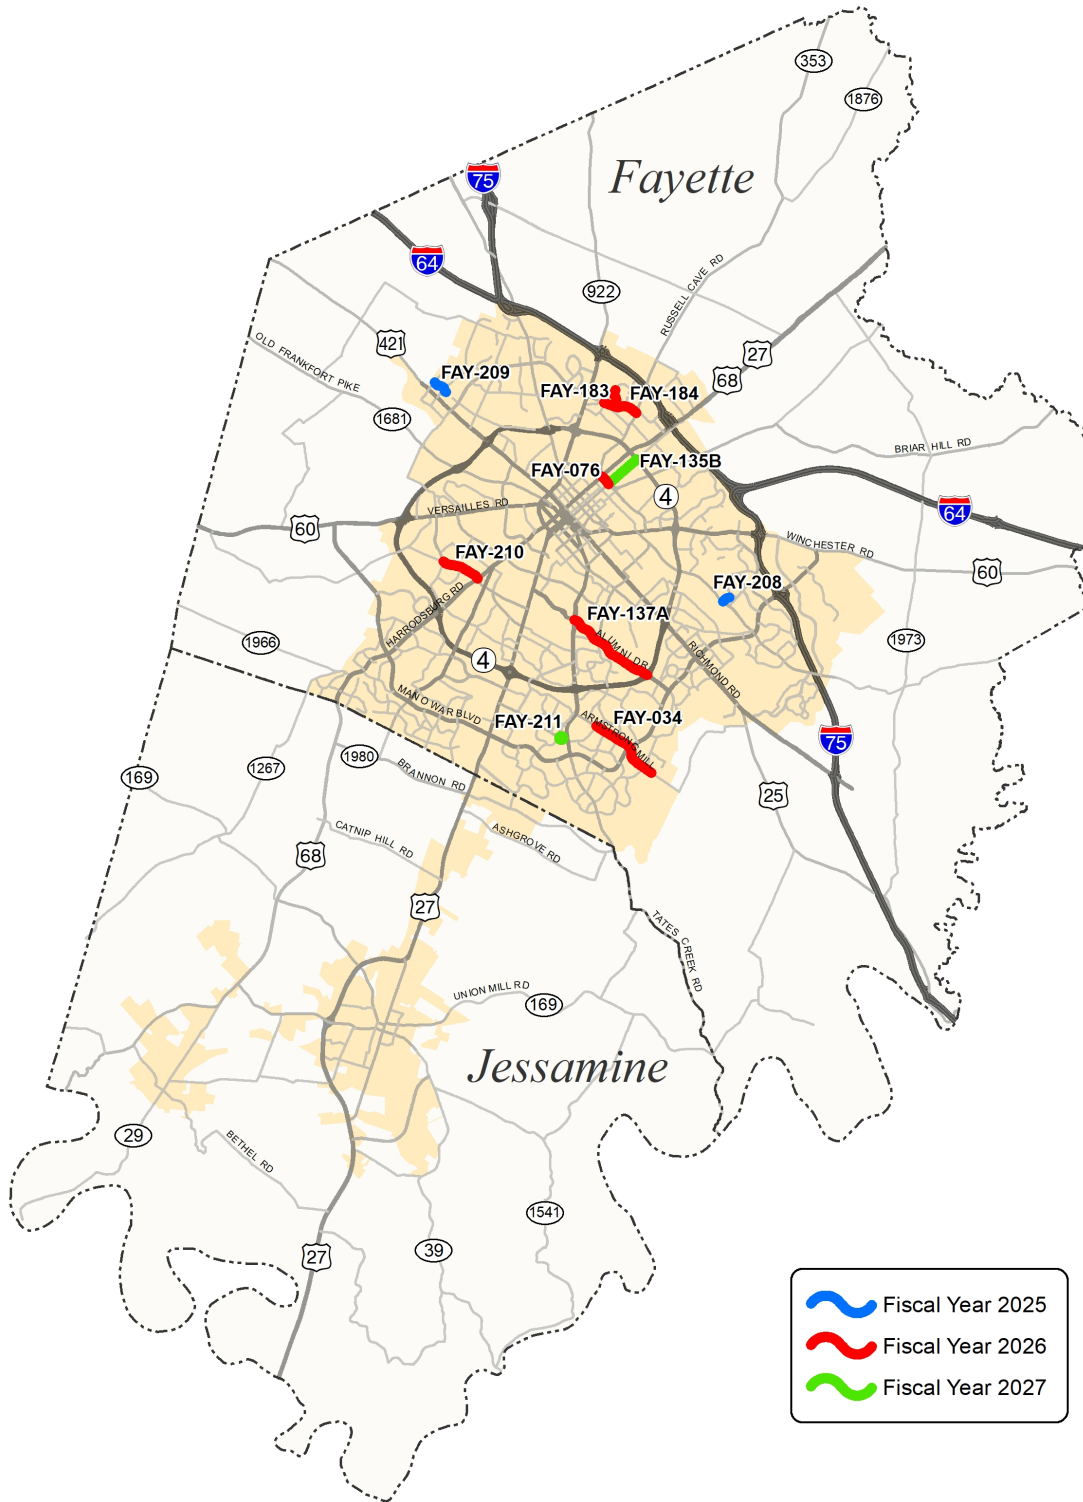 353
1876
75
Fayette
64
922
RUSSELL CAVE RD
421
27
68
OLD FRANKFORT PIKE
FAY-209
FAY-183
FAY-184
1681
BRIAR HILL RD
FAY-076
FAY-135B
4
VERSAILLES RD
64
60
WINCHESTER RD
FAY-210
60
FAY-208
HARRODSBURG RD
FAY-137A
ALUMNI DR
1966
1973
4
RICHMOND RD
MAN O WAR BLVD
FAY-211
FAY-034
ARMSTRONG MILL
75
1980
1267
169
BRANNON RD
25
CATNIP HILL RD
ASHGROVE RD
68
27
TATES CREEK RD
UNION MILL RD
169
Jessamine
29
BETHEL RD
1541
39
27
Fiscal Year 2025
Fiscal Year 2026
Fiscal Year 2027